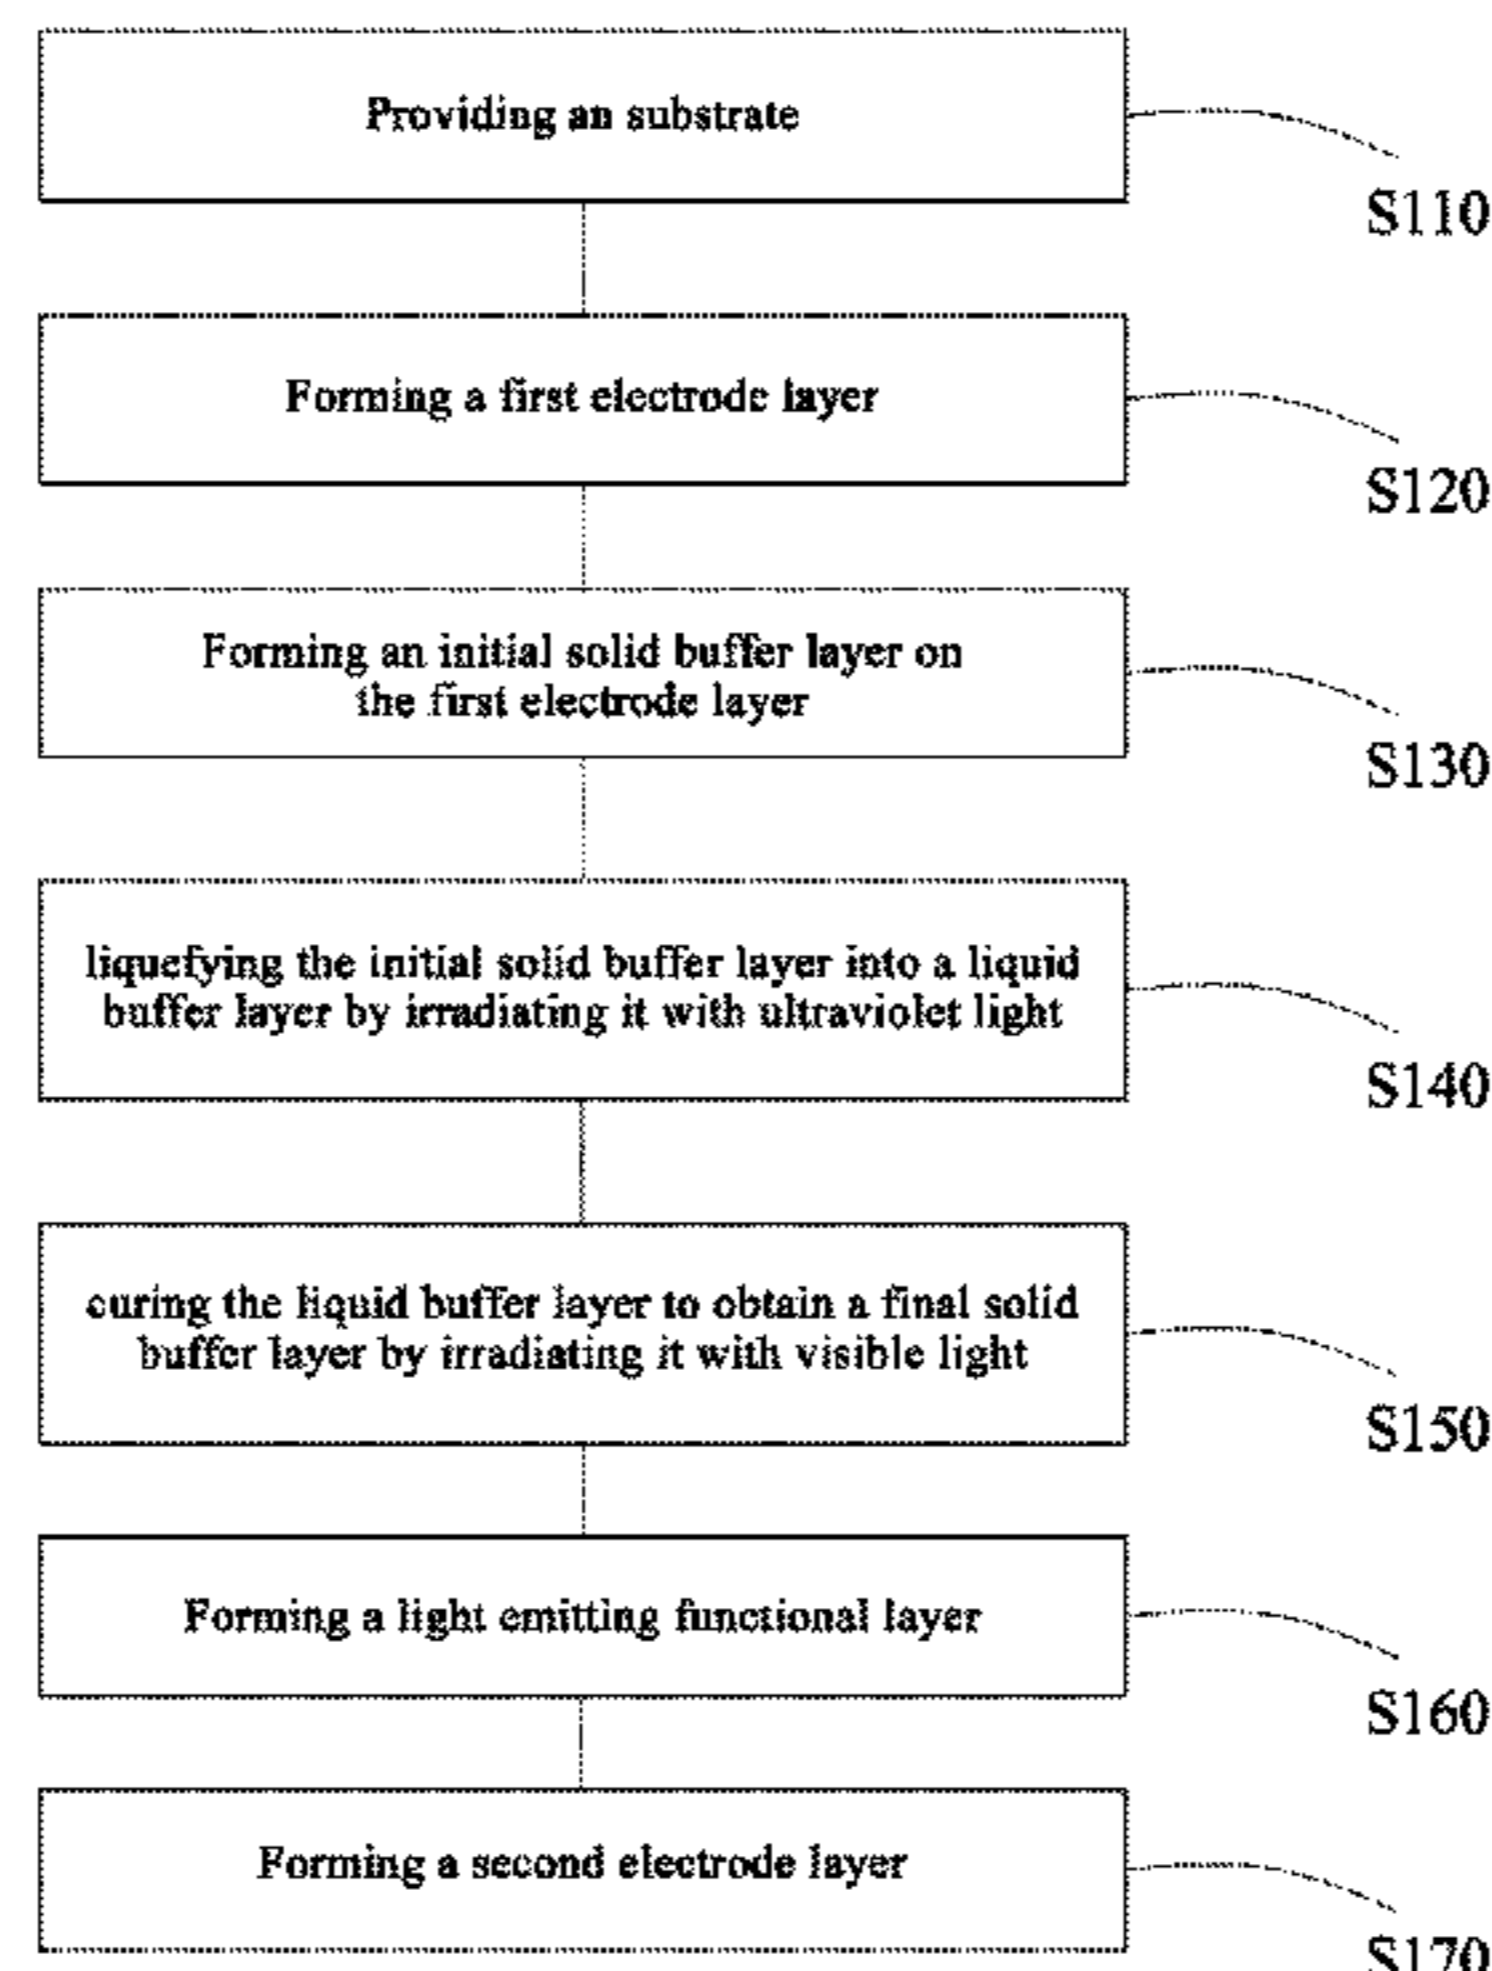 Providing an substrate
S110
Forming a first electrode layer
S120
Forming an initial solid buffer layer on
the first electrode layer
S130
liquefying the initial solid buffer layer into a liquid
buffer layer by irradiating it with ultraviolet light
S140
curing the liquid buffer layer to obtain a final solid
buffer layer by irradiating it with visible light
S150
Forming a light emitting functional layer
S160
Forming a second electrode layer
S170